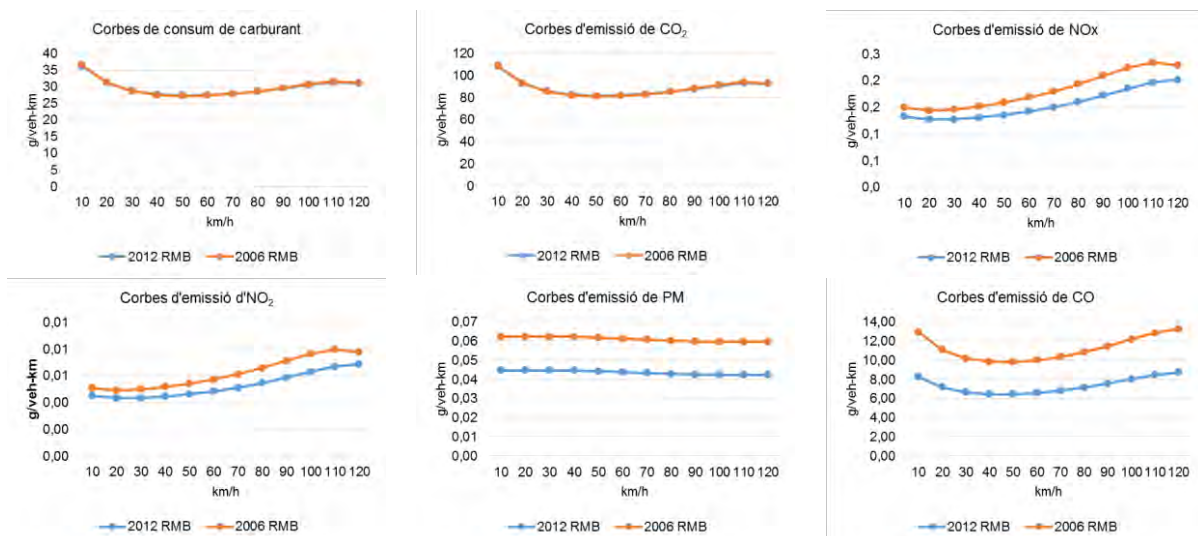 Corbes de consum de carburant
40
35
30
25
20
15
10
5
0
g/veh-km
10 20 30 40 50 60 70 80 90 100 110 120
km/h
2012 RMB 2006 RMB
Corbes d'emissió de CO₂
120
100
80
60
40
20
0
g/veh-km
10 20 30 40 50 60 70 80 90 100 110 120
km/h
2012 RMB 2006 RMB
Corbes d'emissió de NOx
0,3
0,2
0,2
0,1
0,1
0,0
g/veh-km
10 20 30 40 50 60 70 80 90 100 110 120
km/h
2012 RMB 2006 RMB
Corbes d'emissió d'NO₂
0,01
0,01
0,01
0,00
0,00
0,00
g/veh-km
10 20 30 40 50 60 70 80 90 100 110 120
km/h
2012 RMB 2006 RMB
Corbes d'emissió de PM
0,07
0,06
0,05
0,04
0,03
0,02
0,01
0,00
g/veh-km
10 20 30 40 50 60 70 80 90 100 110 120
km/h
2012 RMB 2006 RMB
Corbes d'emissió de CO
14,00
12,00
10,00
8,00
6,00
4,00
2,00
0,00
g/veh-km
10 20 30 40 50 60 70 80 90 100 110 120
km/h
2012 RMB 2006 RMB